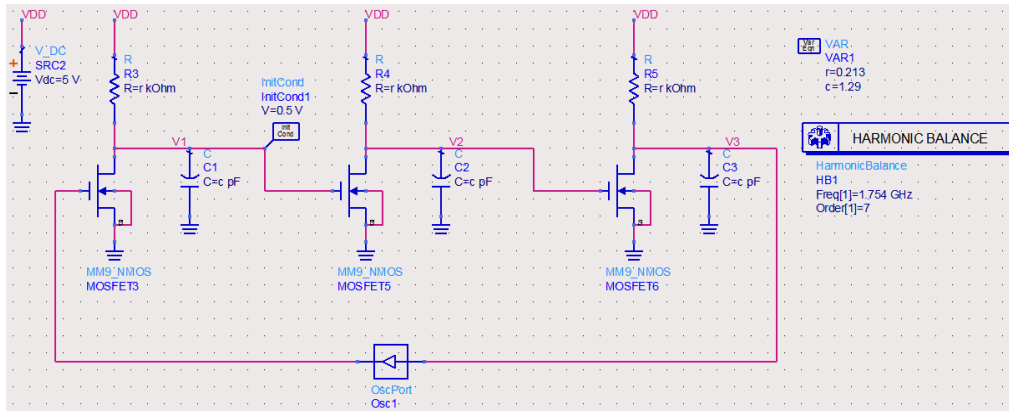 VDD
VDD
VDD
VDD
V_DC
SRC2
Vdc=5 V
R
R3
R=r kOhm
InitCond
InitCond1
V=0.5 V
Init
Cond
R
R4
R=r kOhm
R
R5
R=r kOhm
Var
Eqn
VAR
VAR1
r=0.213
c=1.29
HARMONIC BALANCE
HarmonicBalance
HB1
Freq[1]=1.754 GHz
Order[1]=7
V1
C
C1
C=c pF
V2
C
C2
C=c pF
V3
C
C3
C=c pF
MM9_NMOS
MOSFET3
MM9_NMOS
MOSFET5
MM9_NMOS
MOSFET6
OscPort
Osc1